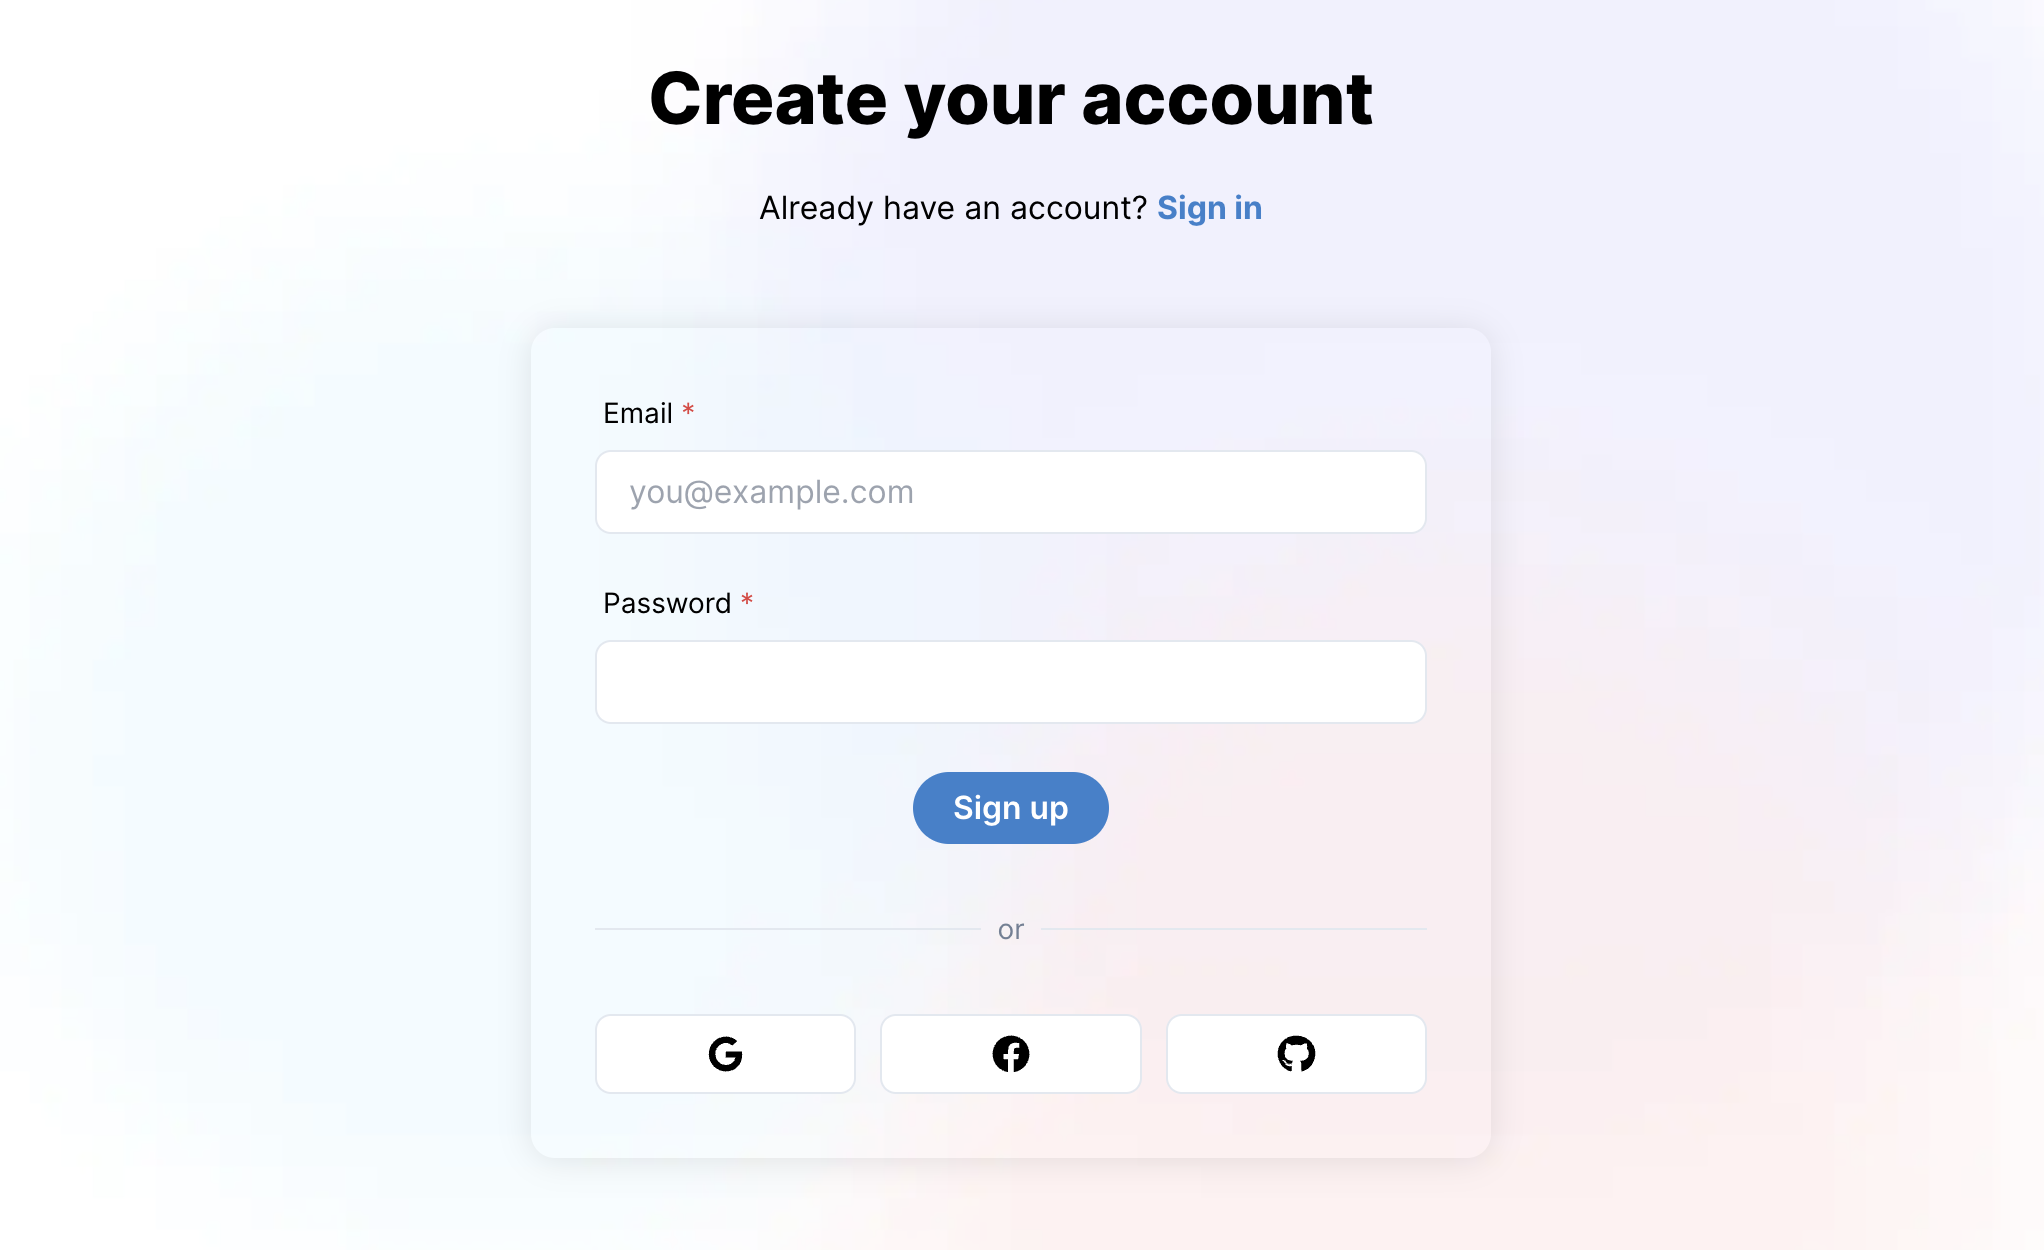 Create your account
Already have an account? Sign in
Email *
you@example.com
Password *
Sign up
or